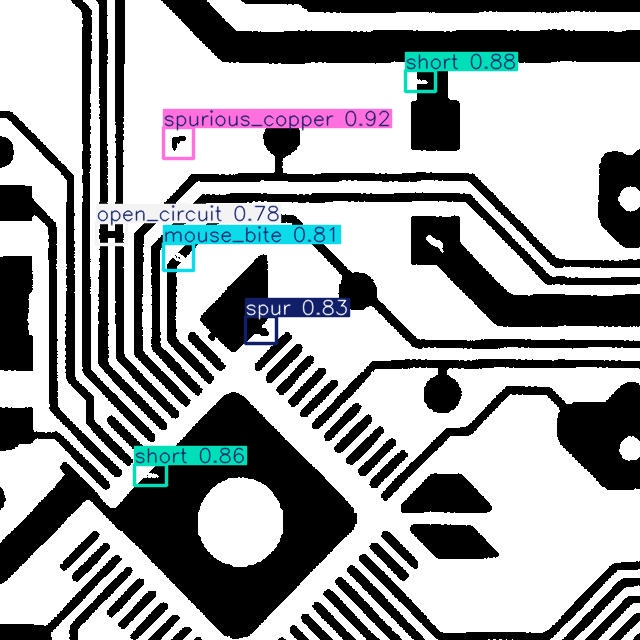 short 0.88
spurious_copper 0.92
open_circuit 0.78
mouse_bite 0.81
spur 0.83
short 0.86